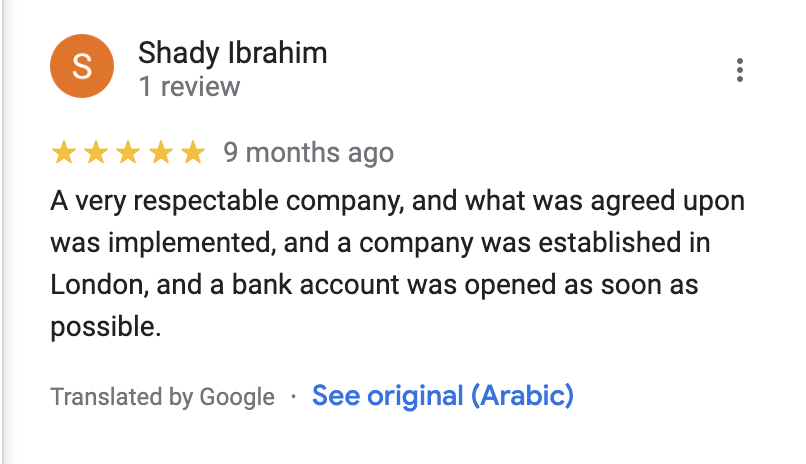 S
Shady Ibrahim
1 review
9 months ago
A very respectable company, and what was agreed upon
was implemented, and a company was established in
London, and a bank account was opened as soon as
possible.
Translated by Google · See original (Arabic)